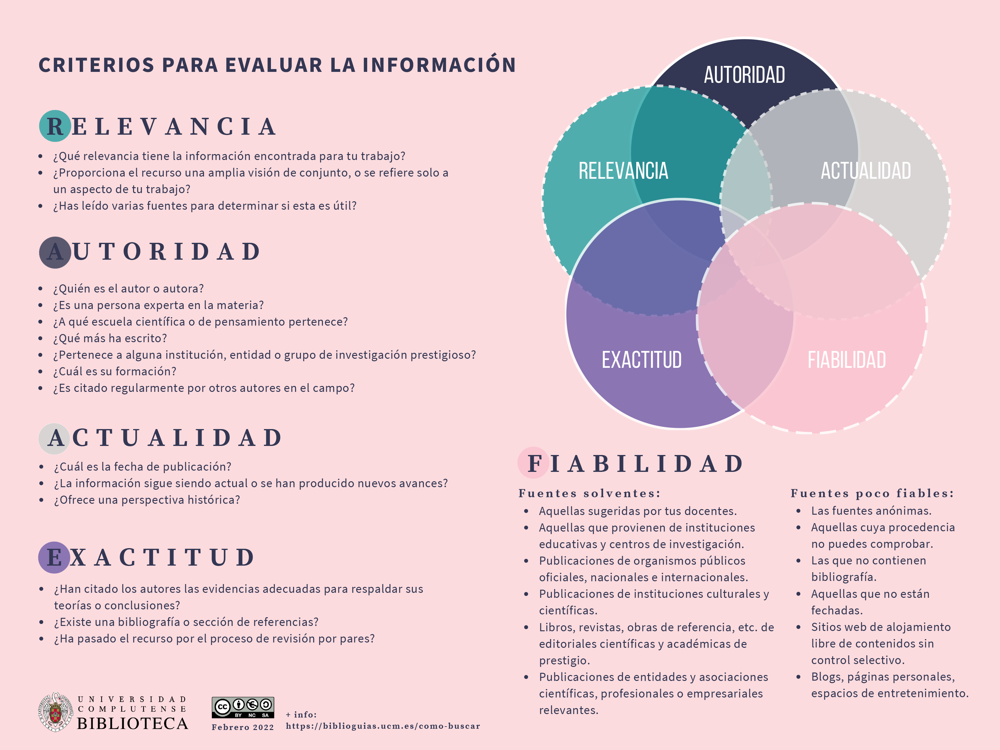 CRITERIOS PARA EVALUAR LA INFORMACIÓN
RELEVANCIA
• ¿Qué relevancia tiene la información encontrada para tu trabajo?
• ¿Proporciona el recurso una amplia visión de conjunto, o se refiere solo a
un aspecto de tu trabajo?
• ¿Has leído varias fuentes para determinar si esta es útil?
AUTORIDAD
• ¿Quién es el autor o autora?
• ¿Es una persona experta en la materia?
• ¿A qué escuela científica o de pensamiento pertenece?
• ¿Qué más ha escrito?
• ¿Pertenece a alguna institución, entidad o grupo de investigación prestigioso?
• ¿Cuál es su formación?
• ¿Es citado regularmente por otros autores en el campo?
ACTUALIDAD
• ¿Cuál es la fecha de publicación?
• ¿La información sigue siendo actual o se han producido nuevos avances?
• ¿Ofrece una perspectiva histórica?
EXACTITUD
• ¿Han citado los autores las evidencias adecuadas para respaldar sus
teorías o conclusiones?
• ¿Existe una bibliografía o sección de referencias?
• ¿Ha pasado el recurso por el proceso de revisión por pares?
AUTORIDAD
RELEVANCIA
ACTUALIDAD
EXACTITUD
FIABILIDAD
FIABILIDAD
Fuentes solventes:
• Aquellas sugeridas por tus docentes.
• Aquellas que provienen de instituciones
educativas y centros de investigación.
• Publicaciones de organismos públicos
oficiales, nacionales e internacionales.
• Publicaciones de instituciones culturales y
científicas.
• Libros, revistas, obras de referencia, etc. de
editoriales científicas y académicas de
prestigio.
• Publicaciones de entidades y asociaciones
científicas, profesionales o empresariales
relevantes.
Fuentes poco fiables:
• Las fuentes anónimas.
• Aquellas cuya procedencia
no puedes comprobar.
• Las que no contienen
bibliografía.
• Aquellas que no están
fechadas.
• Sitios web de alojamiento
libre de contenidos sin
control selectivo.
• Blogs, páginas personales,
espacios de entretenimiento.
UNIVERSIDAD
COMPLUTENSE
BIBLIOTECA
cc
BY NC SA
Febrero 2022
+ info:
https://biblioguias.ucm.es/como-buscar